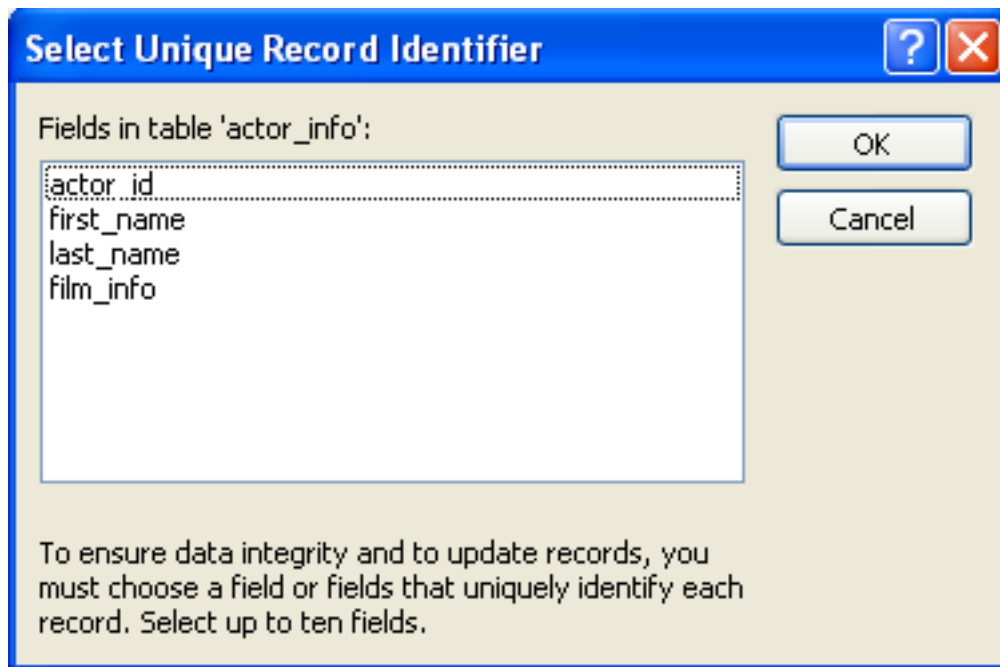 Select Unique Record Identifier
?
Fields in table 'actor_info':
OK
actor_id
first_name
Cancel
last_name
film_info
To ensure data integrity and to update records, you
must choose a field or fields that uniquely identify each
record. Select up to ten fields.